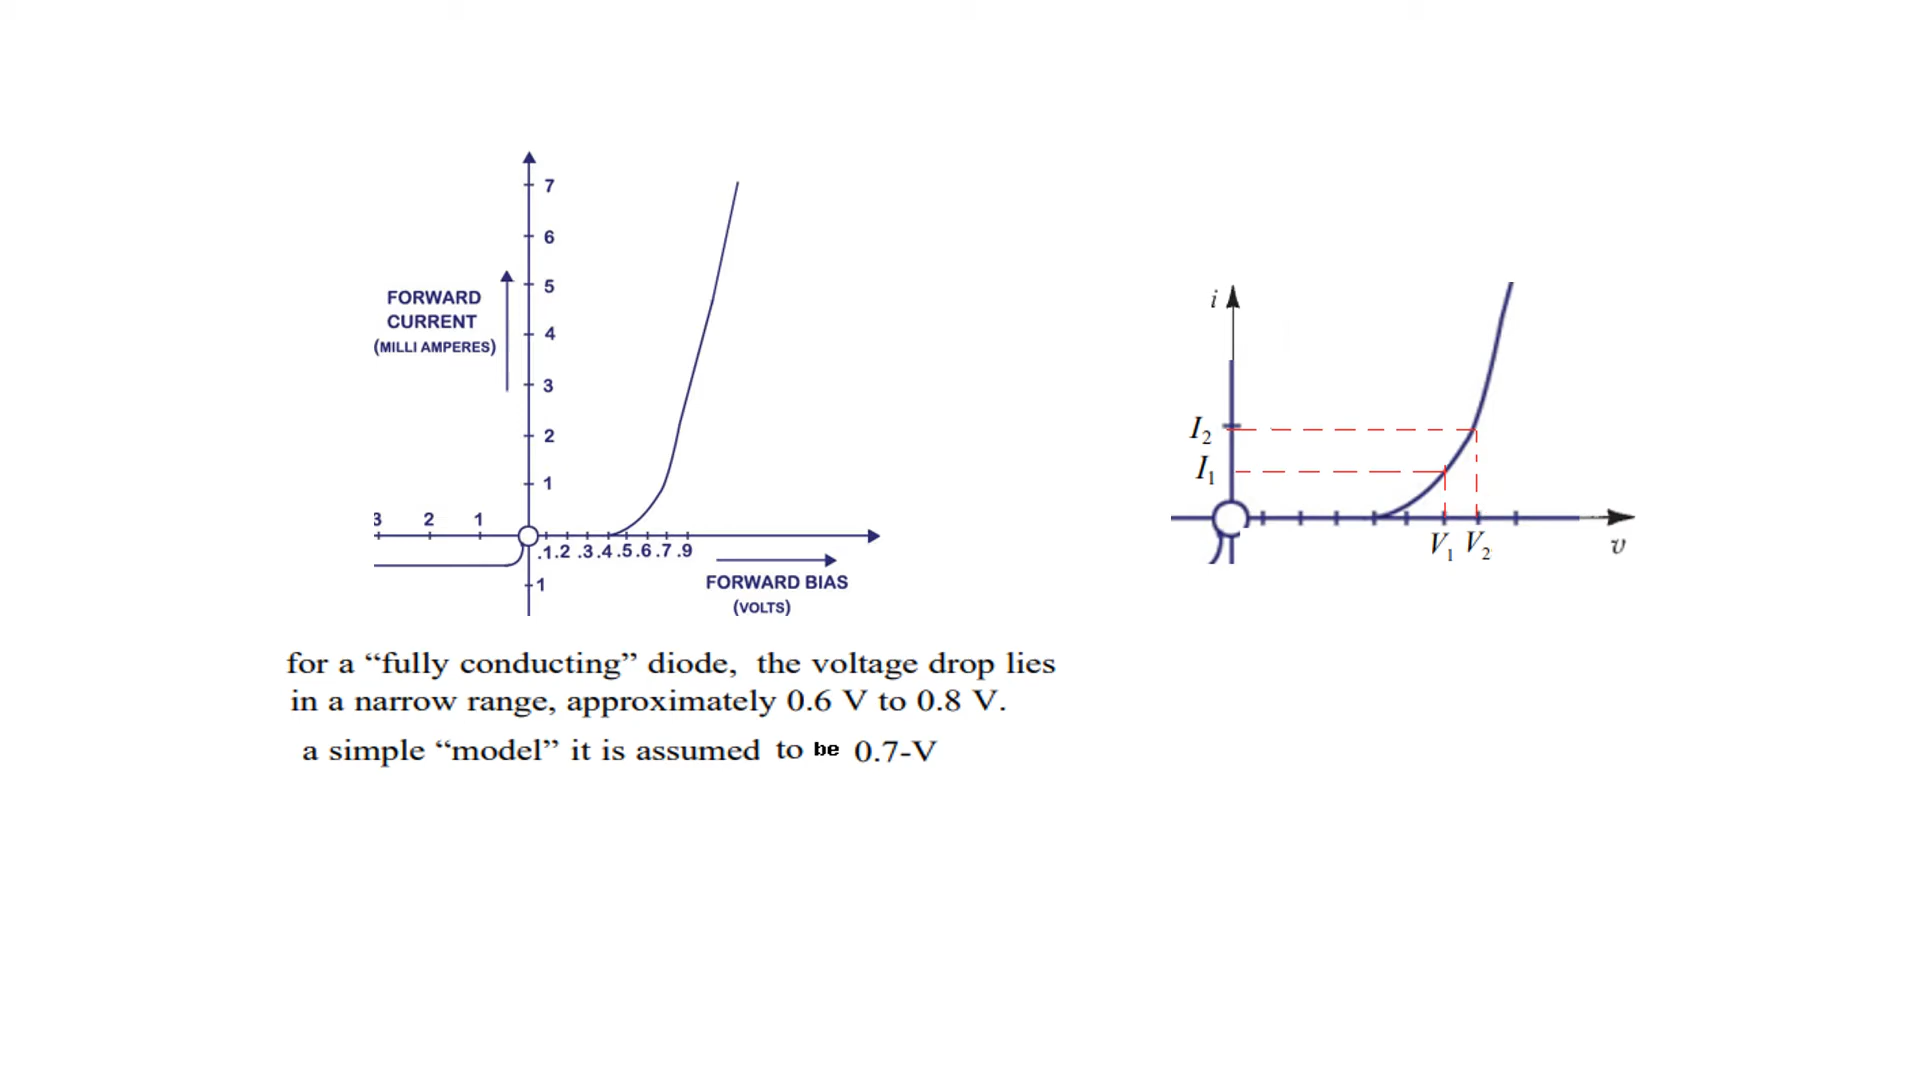 7
6
5
FORWARD
CURRENT
(MILLI AMPERES)
4
3
2
1
3 2 1
.1 .2 .3 .4 .5 .6 .7 .9
1
FORWARD BIAS
(VOLTS)
i
I2
I1
V1 V2
v
for a “fully conducting” diode, the voltage drop lies
in a narrow range, approximately 0.6 V to 0.8 V.
a simple “model” it is assumed to be 0.7-V